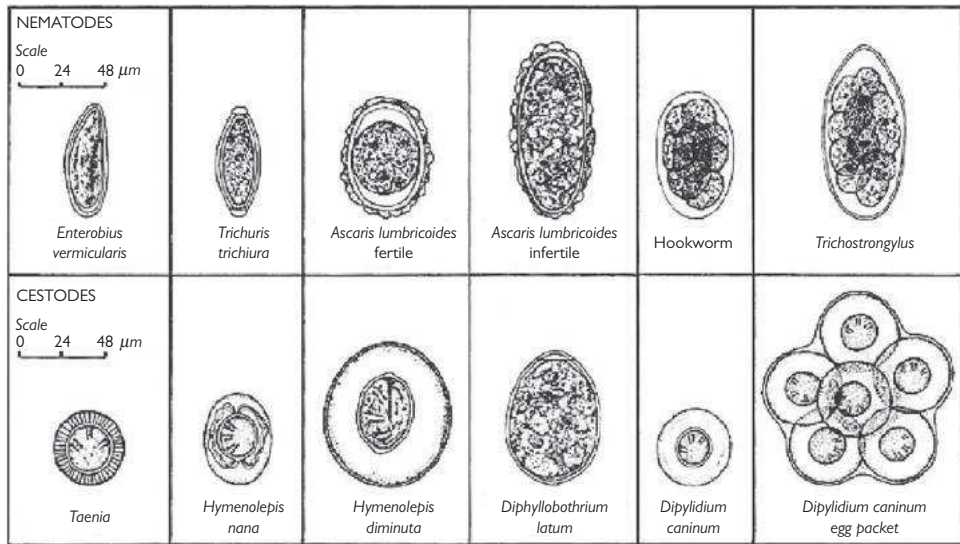 NEMATODES
Scale
0 24 48 μm
Enterobius
vermicularis
Trichuris
trichiura
Ascaris lumbricoides
fertile
Ascaris lumbricoides
infertile
Hookworm
Trichostrongylus
CESTODES
Scale
0 24 48 μm
Taenia
Hymenolepis
nana
Hymenolepis
diminuta
Diphyllobothrium
latum
Dipylidium
caninum
Dipylidium caninum
egg packet